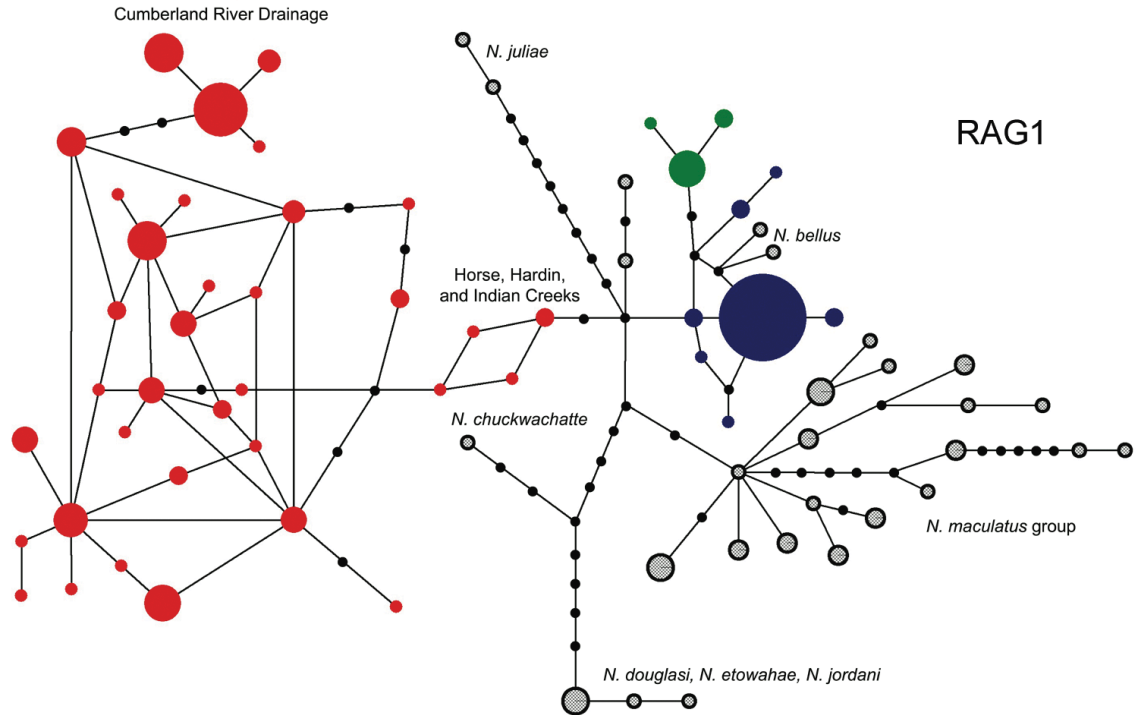 Cumberland River Drainage
N. juliae
RAG1
N. bellus
Horse, Hardin,
and Indian Creeks
N. chuckwachatte
N. maculatus group
N. douglasi, N. etowahae, N. jordani